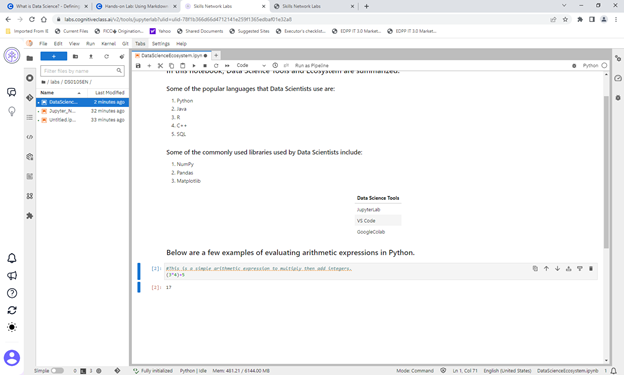 What is Data Science? - Defining
Hands-on Lab: Using Markdown
Skills Network Labs
Skills Network Labs
labs.cognitiveclass.ai/v2/tools/jupyterlab?ulid=
Importing From IE
Current Files
Origination...
Yahoo
Shared Documents
Suggested Sites
Executor's checklist...
EDPP IT 3.0 Market...
EDPP IT 3.0 Market...
File Edit View Run Kernel Git Tabs Settings Help
DataScienceEcosystem.ipynb
Filter files by name
/ labs / DS0105EN /
Name Last Modified
DataScienc... 2 minutes ago
Jupyter_N... 32 minutes ago
Untitled.ip... 33 minutes ago
Code
Run as Pipeline
Python
In this notebook, Data Science Tools and Ecosystem are summarized.
Some of the popular languages that Data Scientists use are:
1. Python
2. Java
3. R
4. C++
5. SQL
Some of the commonly used libraries used by Data Scientists include:
1. NumPy
2. Pandas
3. Matplotlib
Data Science Tools
JupyterLab
VS Code
GoogleCollab
Below are a few examples of evaluating arithmetic expressions in Python.
[2]: #This is a simple arithmetic expression to multiply then add integers.
(3*4)+5
[2]: 17
Simple 0 3 Fully initialized Python | Idle Mem: 461.21 / 6144.00 MB Mode: Command Ln 1, Col 71 English (United States) DataScienceEcosystem.ipynb 1